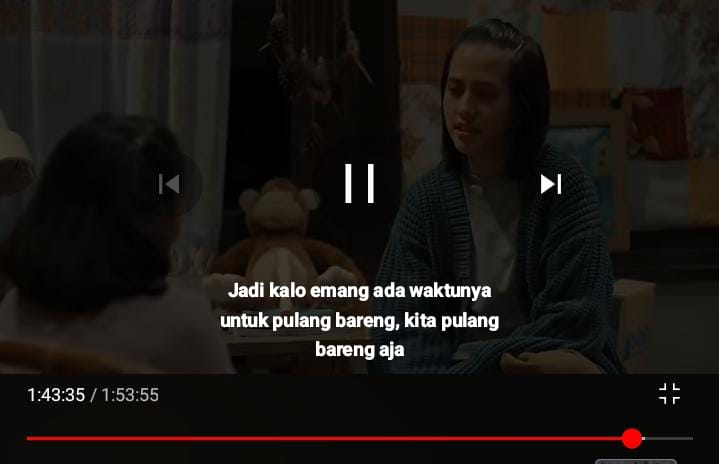 Jadi kalo emang ada waktunya
untuk pulang bareng, kita pulang
bareng aja
1:43:35 / 1:53:55